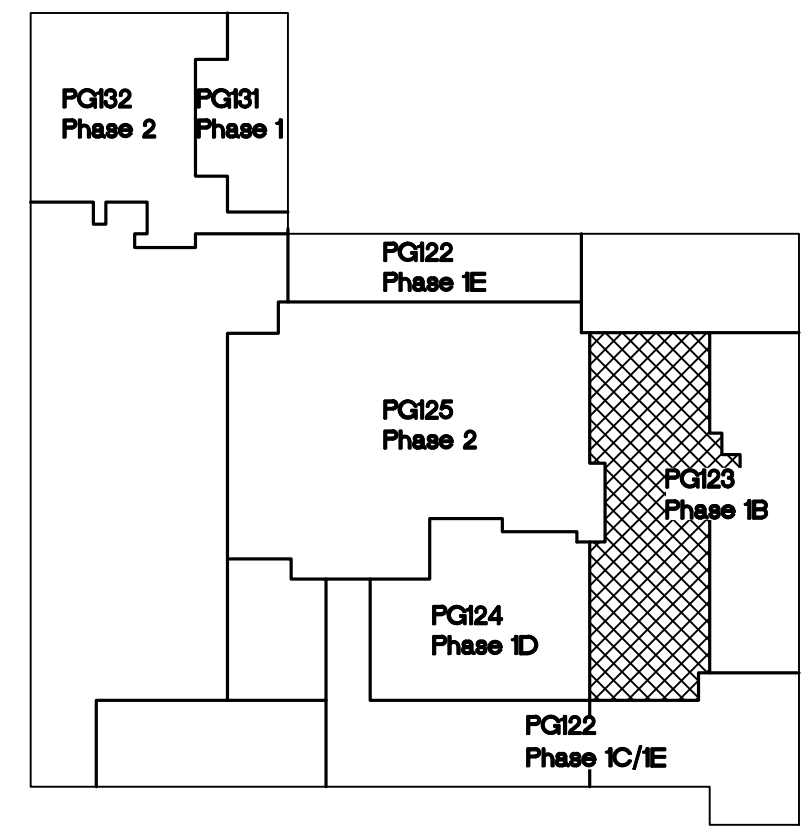 PG132
Phase 2
PG131
Phase 1
PG122
Phase 1E
PG125
Phase 2
PG123
Phase 1B
PG124
Phase 1D
PG122
Phase 1C/1E